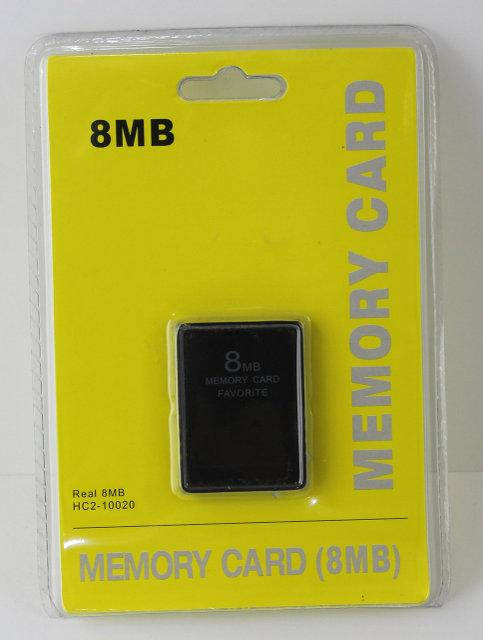 8MB
MEMORY CARD
8MB
MEMORY CARD
FAVORITE
Real 8MB
HC2-10020
MEMORY CARD (8MB)